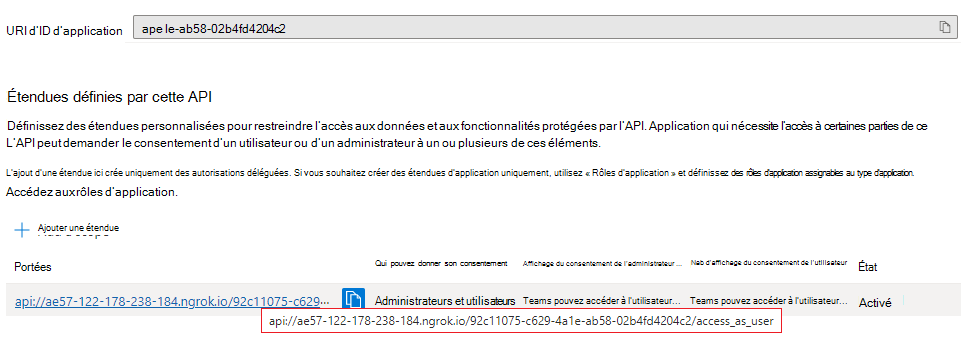 URI d'ID d'application ape le-ab58-02b4fd4204c2
Étendues définies par cette API
Définissez des étendues personnalisées pour restreindre l'accès aux données et aux fonctionnalités protégées par l'API. Application qui nécessite l'accès à certaines parties de ce
L'API peut demander le consentement d'un utilisateur ou d'un administrateur à un ou plusieurs de ces éléments.
L'ajout d'une étendue ici crée uniquement des autorisations déléguées. Si vous souhaitez créer des étendues d'application uniquement, utilisez « Rôles d'application » et définissez des rôles d'application assignables au type d'application.
Accédez aux rôles d'application.
Ajouter une étendue
Portées Qui pouvez donner son consentement Affichage du consentement de l'administrateur ... Nab d'affichage du consentement de l'utilisateur État
api://ae57-122-178-238-184.ngrok.io/92c11075-c629-... Administrateurs et utilisateurs Teams pouvez accéder à l'utilisateur... Teams pouvez accéder à l'utilisateur... Activé
api://ae57-122-178-238-184.ngrok.io/92c11075-c629-4a1e-ab58-02b4fd4204c2/access_as_user